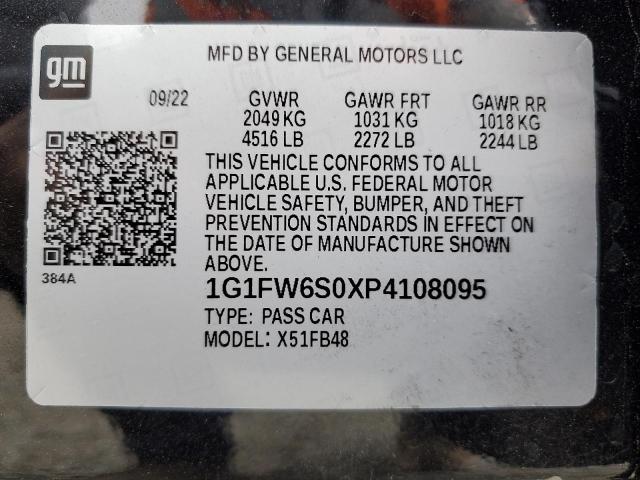 gm
MFD BY GENERAL MOTORS LLC
09/22 GVWR GAWR FRT GAWR RR
2049 KG 1031 KG 1018 KG
4516 LB 2272 LB 2244 LB
THIS VEHICLE CONFORMS TO ALL
APPLICABLE U.S. FEDERAL MOTOR
VEHICLE SAFETY, BUMPER, AND THEFT
PREVENTION STANDARDS IN EFFECT ON
THE DATE OF MANUFACTURE SHOWN
ABOVE.
384A
1G1FW6S0XP4108095
TYPE: PASS CAR
MODEL: X51FB48